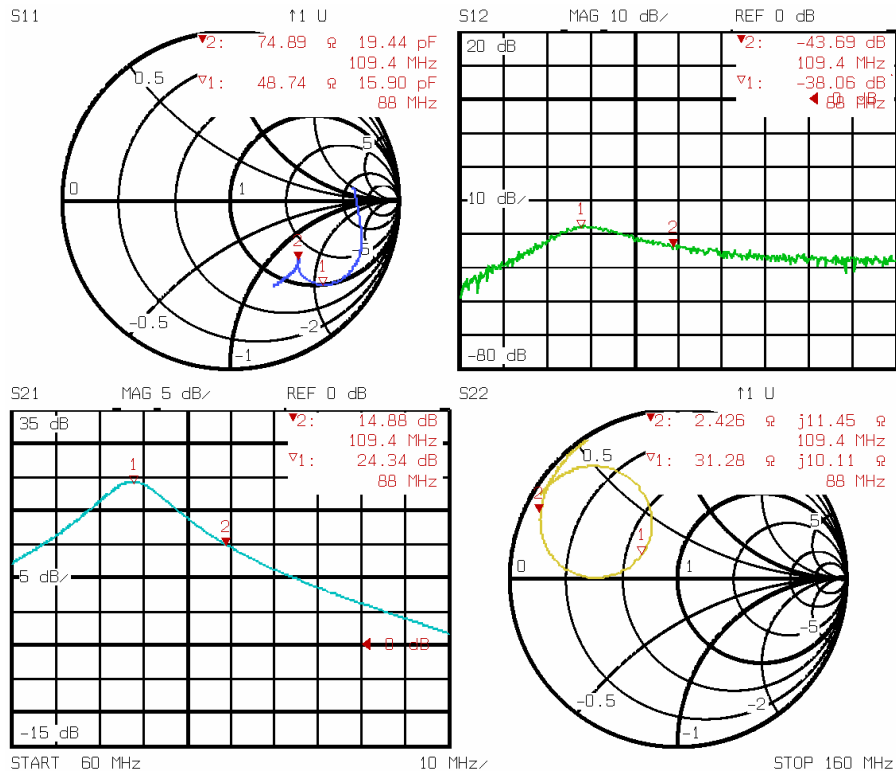 S11 ↑1 U
▼2: 74.89 Ω 19.44 pF
109.4 MHz
▽1: 48.74 Ω 15.90 pF
88 MHz
0.5
5
0
1
2
1
-5
-0.5
-2
-1
S12 MAG 10 dB/ REF 0 dB
20 dB
▼2: -43.69 dB
109.4 MHz
▽1: -38.06 dB
◀ 0 dB
88 MHz
10 dB/
1
2
-80 dB
S21 MAG 5 dB/ REF 0 dB
35 dB
▼2: 14.88 dB
109.4 MHz
▽1: 24.34 dB
88 MHz
1
2
5 dB/
◀ 0 dB
-15 dB
S22 ↑1 U
▼2: 2.426 Ω j11.45 Ω
109.4 MHz
▽1: 31.28 Ω j10.11 Ω
88 MHz
0.5
2
5
1
0
1
-5
-0.5
-2
-1
START 60 MHz 10 MHz/ STOP 160 MHz